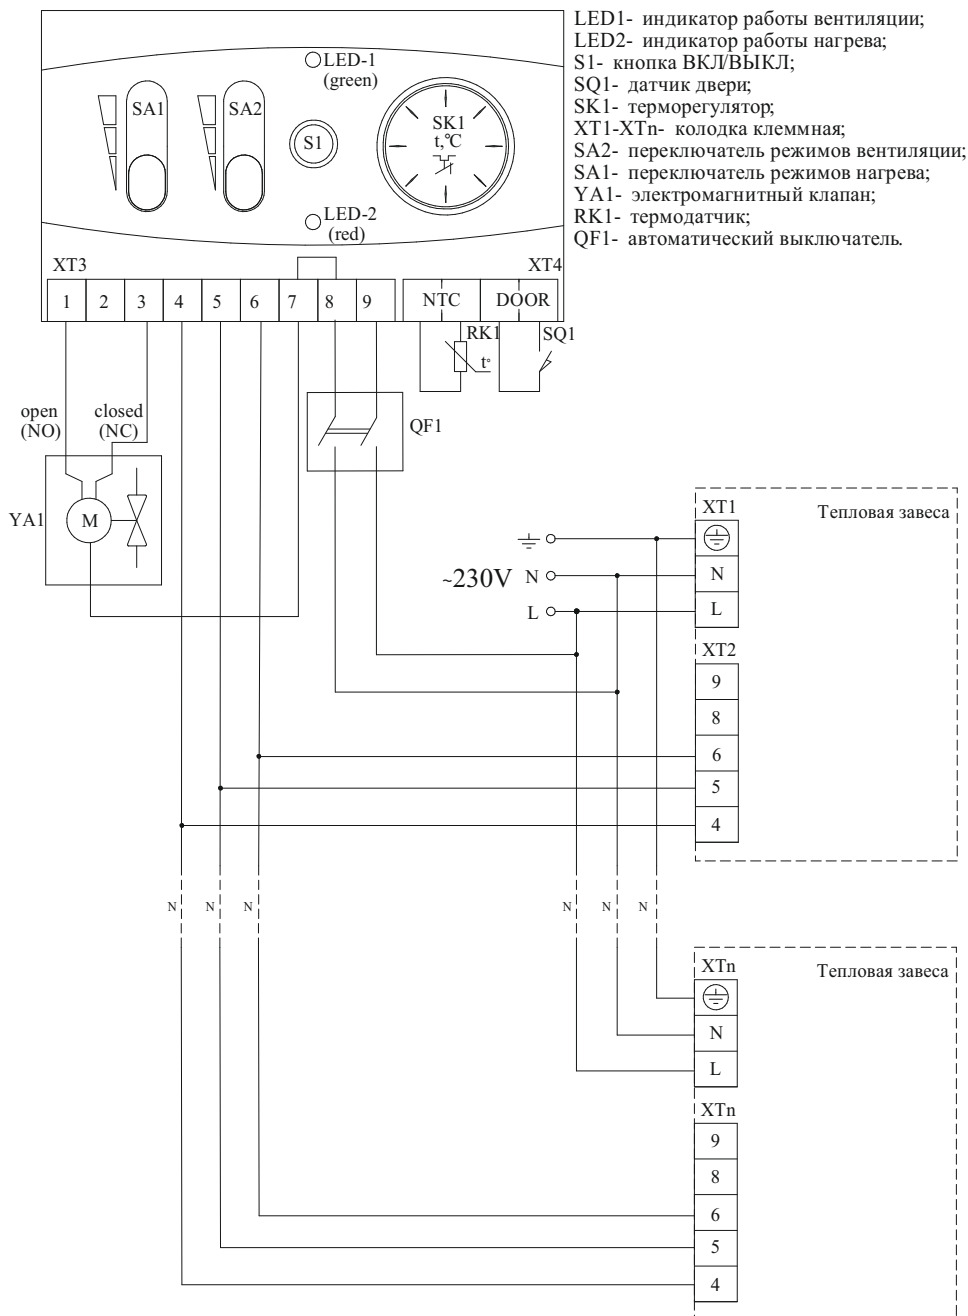 LED1- индикатор работы вентиляции;
LED2- индикатор работы нагрева;
S1- кнопка ВКЛ/ВЫКЛ;
SQ1- датчик двери;
SK1- терморегулятор;
XT1-XTn- колодка клеммная;
SA2- переключатель режимов вентиляции;
SA1- переключатель режимов нагрева;
YA1- электромагнитный клапан;
RK1- термодатчик;
QF1- автоматический выключатель.
LED-1
(green)
SA1
SA2
S1
SK1
t,°C
LED-2
(red)
XT3
XT4
1 2 3 4 5 6 7 8 9 NTC DOOR
RK1
t°
SQ1
open
(NO)
closed
(NC)
QF1
YA1
M
XT1
Тепловая завеса
~230V
N
L
N
L
XT2
9
8
6
5
4
N N N N N N
XTn
Тепловая завеса
N
L
XTn
9
8
6
5
4